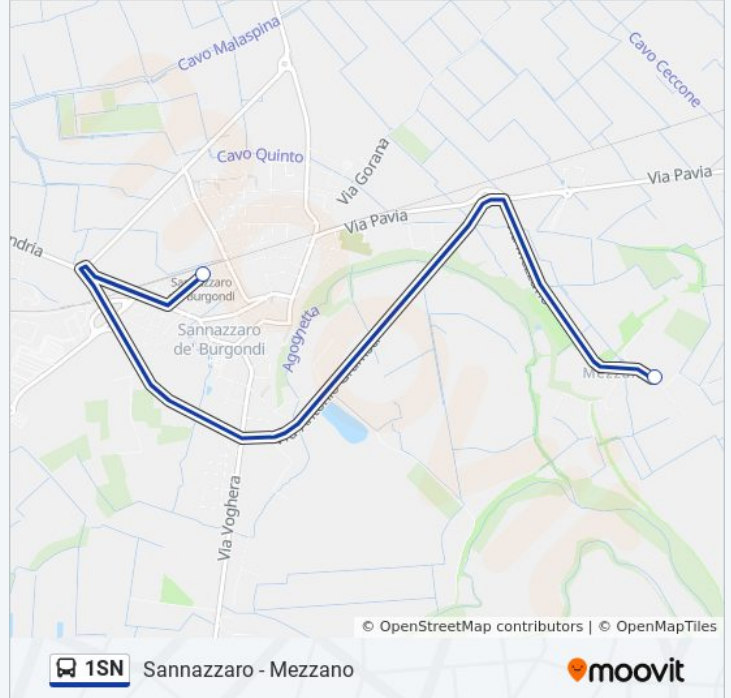 Cavo Malaspina
Cavo Ceccone
Cavo Quinto
Via Gorana
Via Pavia
Via Pavia
ndria
Sannazzaro
de' Burgondi
Agognetta
Via Voghera
© OpenStreetMap contributors | © OpenMapTiles
1SN Sannazzaro - Mezzano
moovit